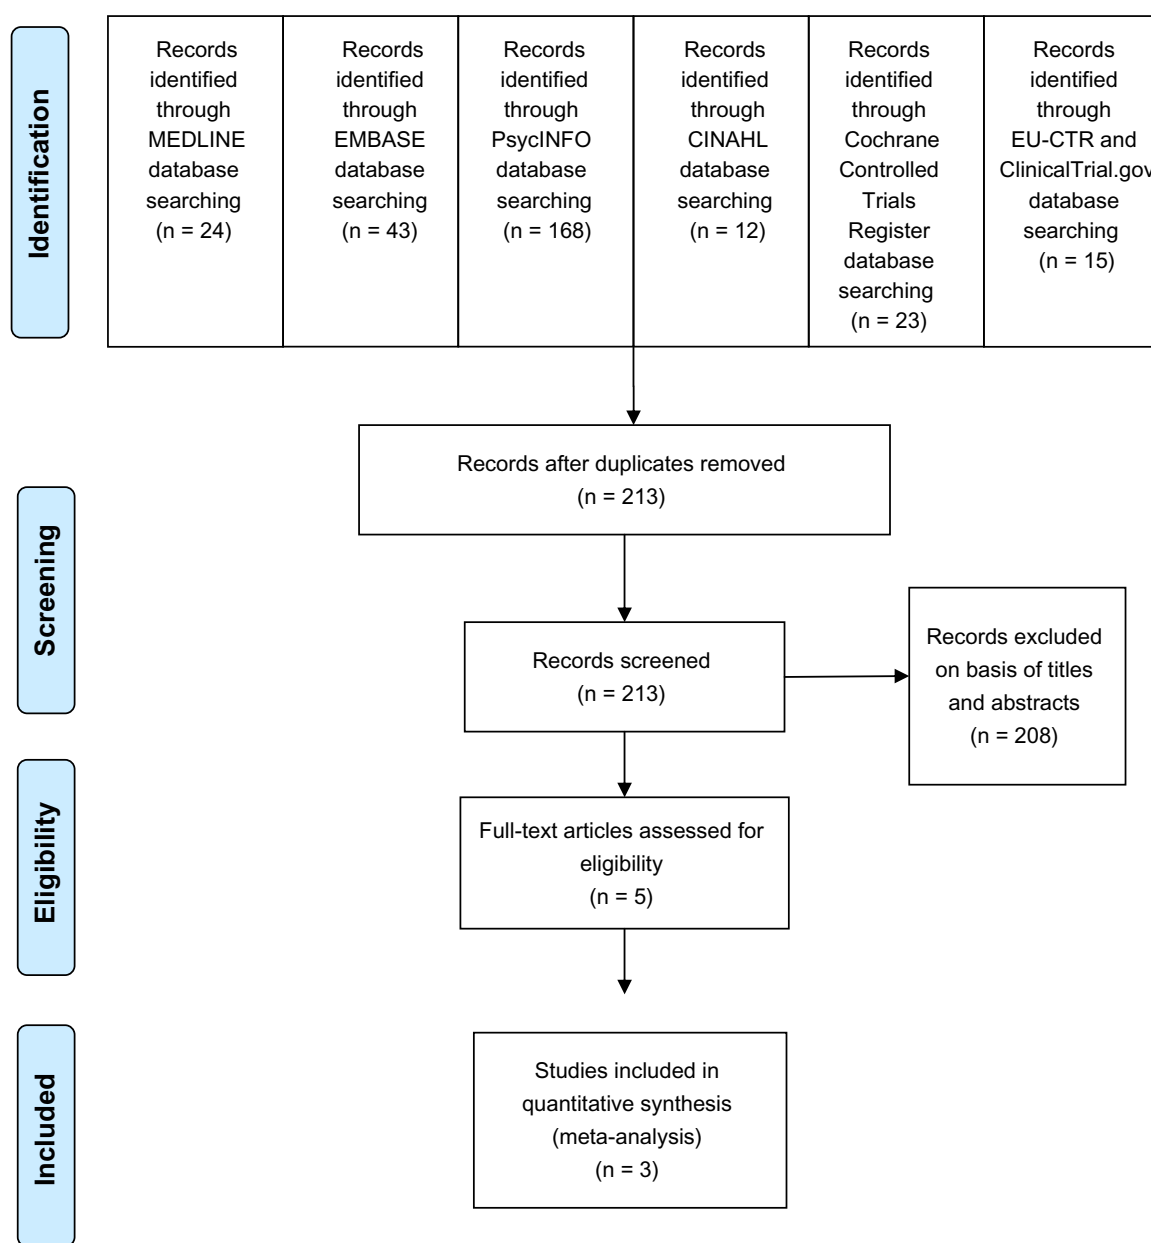 Identification
Records
identified
through
MEDLINE
database
searching
(n = 24)
Records
identified
through
EMBASE
database
searching
(n = 43)
Records
identified
through
PsycINFO
database
searching
(n = 168)
Records
identified
through
CINAHL
database
searching
(n = 12)
Records
identified
through
Cochrane
Controlled
Trials
Register
database
searching
(n = 23)
Records
identified
through
EU-CTR and
ClinicalTrial.gov
database
searching
(n = 15)
Records after duplicates removed
(n = 213)
Screening
Records screened
(n = 213)
Records excluded
on basis of titles
and abstracts
(n = 208)
Eligibility
Full-text articles assessed for
eligibility
(n = 5)
Included
Studies included in
quantitative synthesis
(meta-analysis)
(n = 3)